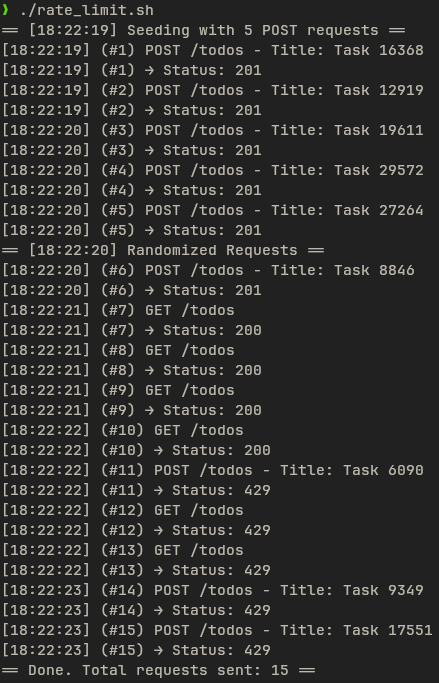 ❯ ./rate_limit.sh
== [18:22:19] Seeding with 5 POST requests ==
[18:22:19] (#1) POST /todos - Title: Task 16368
[18:22:19] (#1) → Status: 201
[18:22:19] (#2) POST /todos - Title: Task 12919
[18:22:19] (#2) → Status: 201
[18:22:20] (#3) POST /todos - Title: Task 19611
[18:22:20] (#3) → Status: 201
[18:22:20] (#4) POST /todos - Title: Task 29572
[18:22:20] (#4) → Status: 201
[18:22:20] (#5) POST /todos - Title: Task 27264
[18:22:20] (#5) → Status: 201
== [18:22:20] Randomized Requests ==
[18:22:20] (#6) POST /todos - Title: Task 8846
[18:22:20] (#6) → Status: 201
[18:22:21] (#7) GET /todos
[18:22:21] (#7) → Status: 200
[18:22:21] (#8) GET /todos
[18:22:21] (#8) → Status: 200
[18:22:21] (#9) GET /todos
[18:22:21] (#9) → Status: 200
[18:22:22] (#10) GET /todos
[18:22:22] (#10) → Status: 200
[18:22:22] (#11) POST /todos - Title: Task 6090
[18:22:22] (#11) → Status: 429
[18:22:22] (#12) GET /todos
[18:22:22] (#12) → Status: 429
[18:22:22] (#13) GET /todos
[18:22:22] (#13) → Status: 429
[18:22:23] (#14) POST /todos - Title: Task 9349
[18:22:23] (#14) → Status: 429
[18:22:23] (#15) POST /todos - Title: Task 17551
[18:22:23] (#15) → Status: 429
== Done. Total requests sent: 15 ==